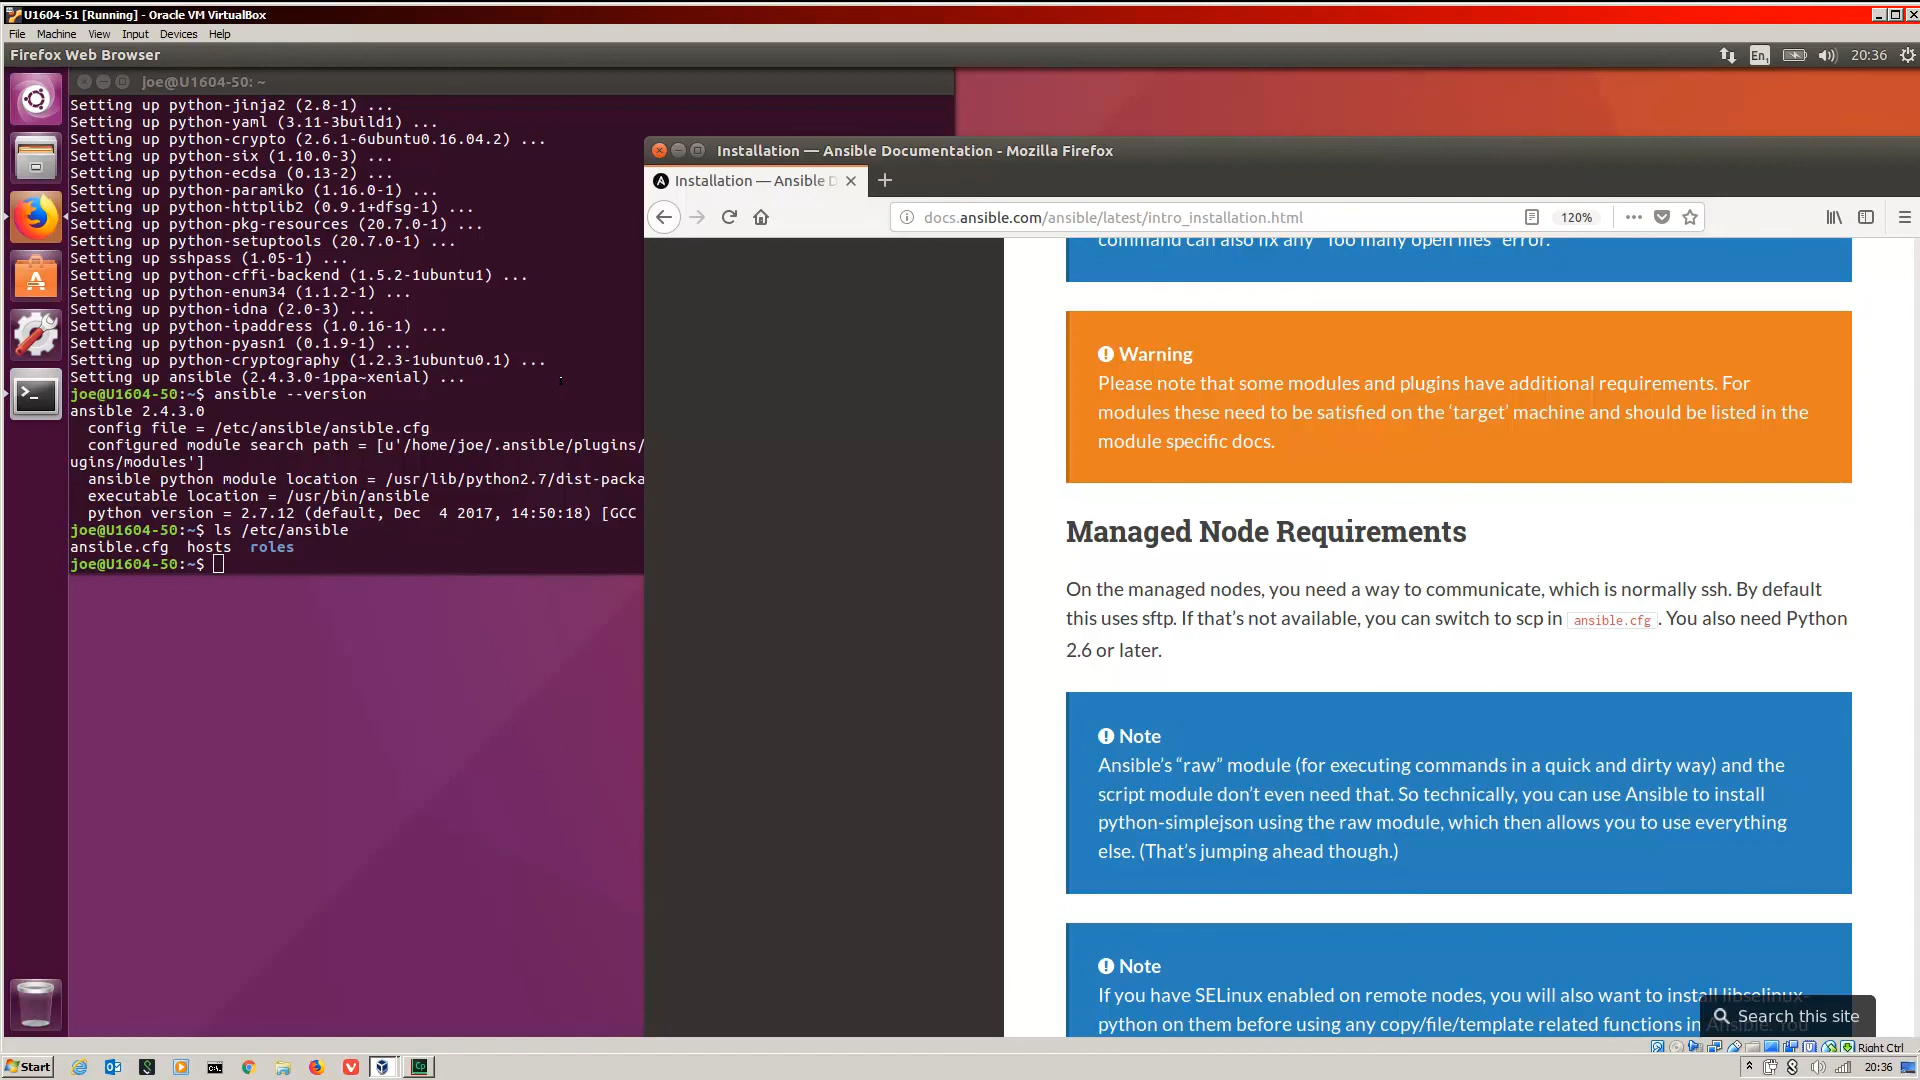 U1604-51 [Running] - Oracle VM VirtualBox
File Machine View Input Devices Help
Firefox Web Browser
En1
20:36
joe@U1604-50: ~
Setting up python-jinja2 (2.8-1) ...
Setting up python-yaml (3.11-3build1) ...
Setting up python-crypto (2.6.1-6ubuntu0.16.04.2) ...
Setting up python-six (1.10.0-3) ...
Setting up python-ecdsa (0.13-2) ...
Setting up python-paramiko (1.16.0-1) ...
Setting up python-httplib2 (0.9.1+dfsg-1) ...
Setting up python-pkg-resources (20.7.0-1) ...
Setting up python-setuptools (20.7.0-1) ...
Setting up sshpass (1.05-1) ...
Setting up python-cffi-backend (1.5.2-1ubuntu1) ...
Setting up python-enum34 (1.1.2-1) ...
Setting up python-idna (2.0-3) ...
Setting up python-ipaddress (1.0.16-1) ...
Setting up python-pyasn1 (0.1.9-1) ...
Setting up python-cryptography (1.2.3-1ubuntu0.1) ...
Setting up ansible (2.4.3.0-1ppa~xenial) ...
joe@U1604-50:~$ ansible --version
ansible 2.4.3.0
config file = /etc/ansible/ansible.cfg
configured module search path = [u'/home/joe/.ansible/plugins/
ugins/modules']
ansible python module location = /usr/lib/python2.7/dist-packa
executable location = /usr/bin/ansible
python version = 2.7.12 (default, Dec  4 2017, 14:50:18) [GCC
joe@U1604-50:~$ ls /etc/ansible
ansible.cfg  hosts  roles
joe@U1604-50:~$
Installation — Ansible Documentation - Mozilla Firefox
Installation — Ansible D
docs.ansible.com/ansible/latest/intro_installation.html
120%
command can also fix any "Too many open files" error.
Warning
Please note that some modules and plugins have additional requirements. For
modules these need to be satisfied on the ‘target’ machine and should be listed in the
module specific docs.
Managed Node Requirements
On the managed nodes, you need a way to communicate, which is normally ssh. By default
this uses sftp. If that’s not available, you can switch to scp in ansible.cfg. You also need Python
2.6 or later.
Note
Ansible’s “raw” module (for executing commands in a quick and dirty way) and the
script module don’t even need that. So technically, you can use Ansible to install
python-simplejson using the raw module, which then allows you to use everything
else. (That’s jumping ahead though.)
Note
If you have SELinux enabled on remote nodes, you will also want to install libselinux-
python on them before using any copy/file/template related functions in Ansible. You
Search this site
Right Ctrl
Start
20:36